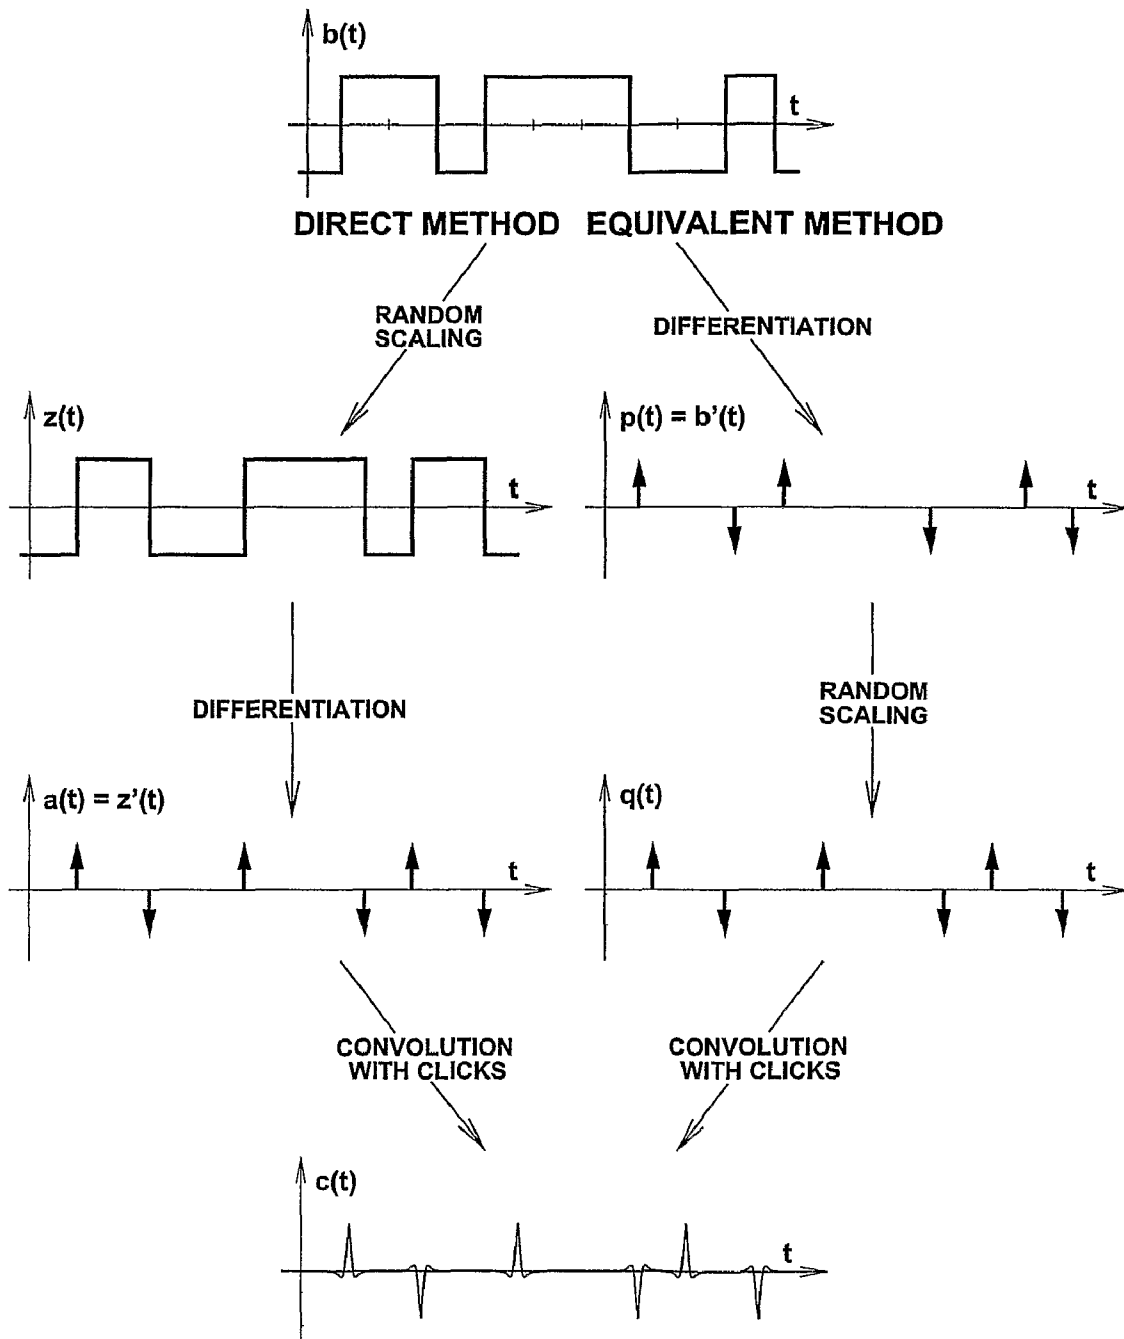 b(t)
t
DIRECT METHOD EQUIVALENT METHOD
RANDOM
SCALING
DIFFERENTIATION
z(t)
t
p(t) = b'(t)
t
DIFFERENTIATION
RANDOM
SCALING
a(t) = z'(t)
t
q(t)
t
CONVOLUTION
WITH CLICKS
CONVOLUTION
WITH CLICKS
c(t)
t